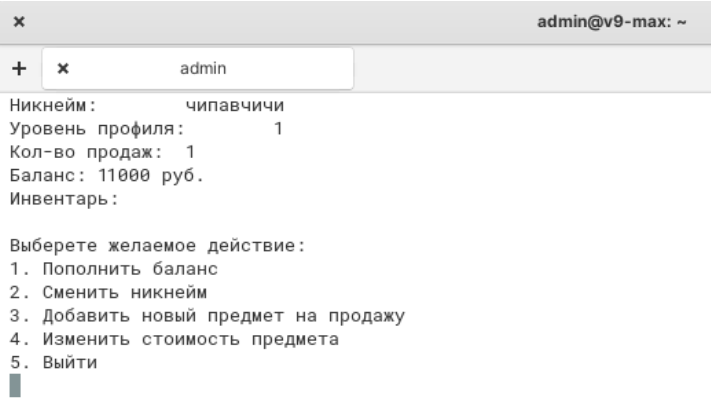 admin@v9-max: ~
admin
Никнейм: чипавчичи
Уровень профиля: 1
Кол-во продаж: 1
Баланс: 11000 руб.
Инвентарь:
Выберете желаемое действие:
1. Пополнить баланс
2. Сменить никнейм
3. Добавить новый предмет на продажу
4. Изменить стоимость предмета
5. Выйти